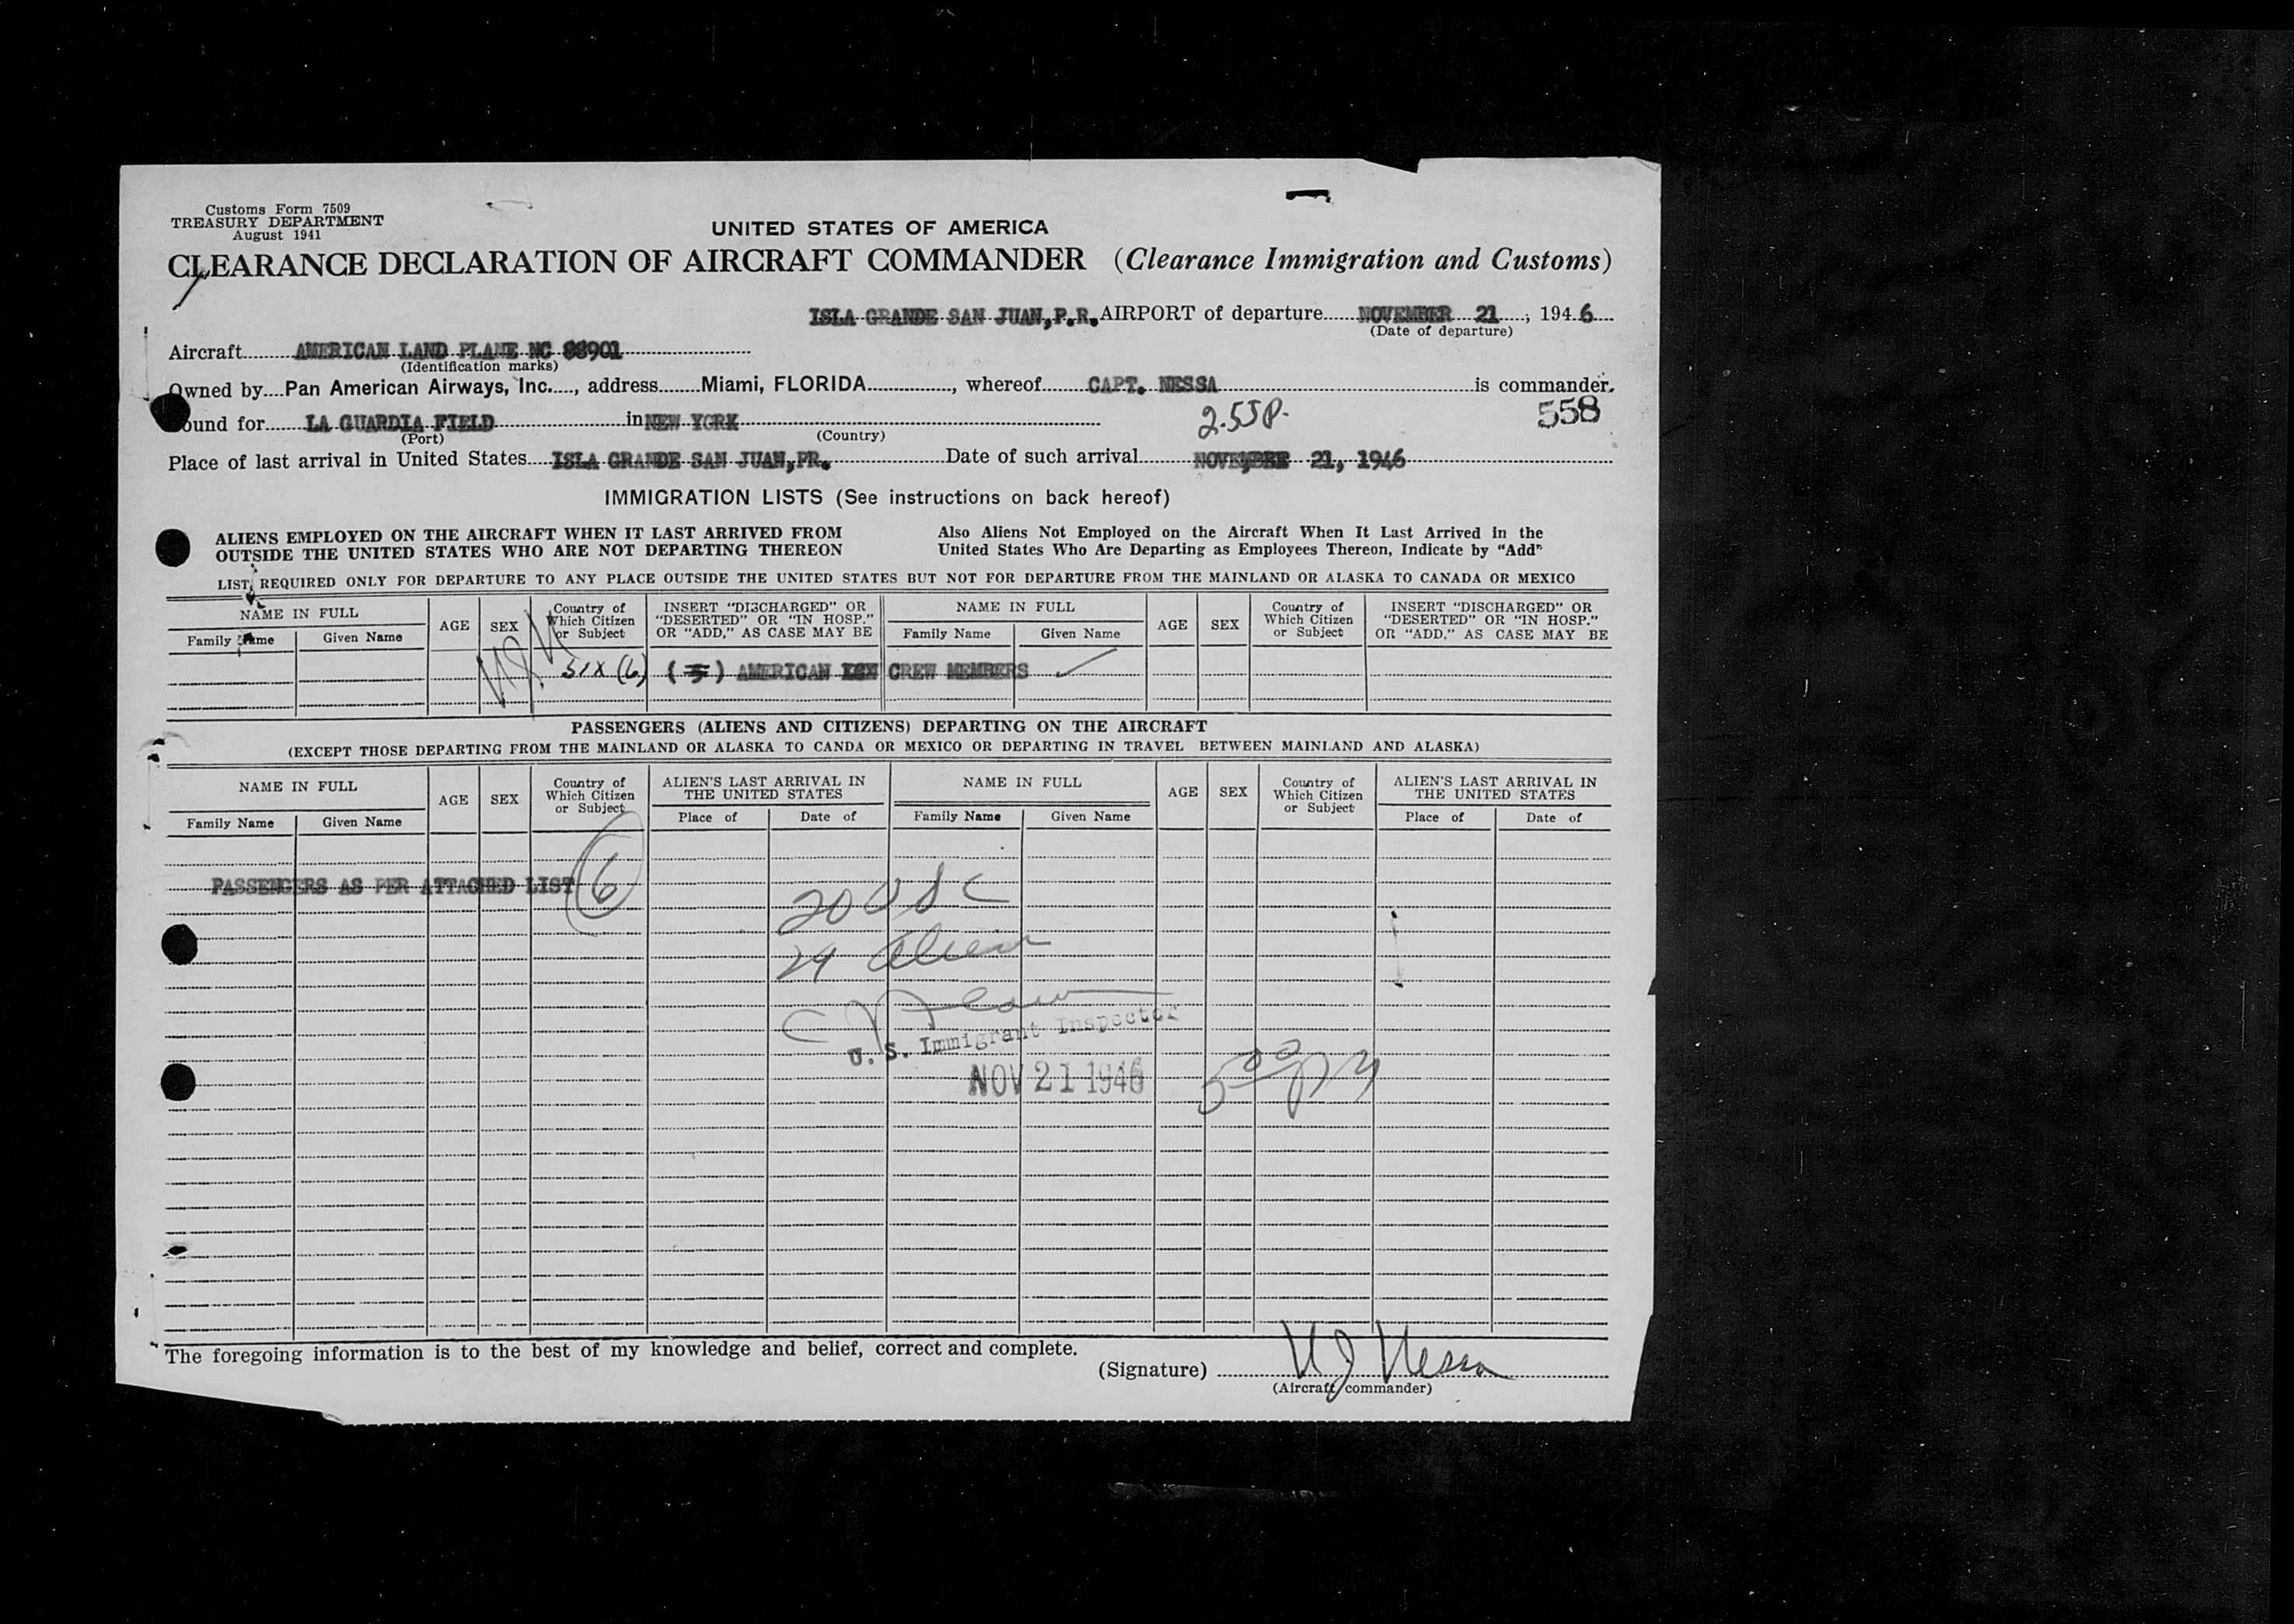 Customs Form 7509
TREASURY DEPARTMENT
August 1941
UNITED STATES OF AMERICA
CLEARANCE DECLARATION OF AIRCRAFT COMMANDER (Clearance Immigration and Customs)
ISLA GRANDE SAN JUAN, P.R. AIRPORT of departure NOVEMBER 21, 1946
(Date of departure)
Aircraft AMERICAN LAND PLANE NC 88901
(Identification marks)
Owned by Pan American Airways, Inc., address Miami, FLORIDA, whereof CAPT. NESSA is commander.
ound for LA GUARDIA FIELD in NEW YORK 2.55P. 558
(Port) (Country)
Place of last arrival in United States ISLA GRANDE SAN JUAN, PR. Date of such arrival NOVEMBER 21, 1946
IMMIGRATION LISTS (See instructions on back hereof)
ALIENS EMPLOYED ON THE AIRCRAFT WHEN IT LAST ARRIVED FROM
OUTSIDE THE UNITED STATES WHO ARE NOT DEPARTING THEREON
Also Aliens Not Employed on the Aircraft When It Last Arrived in the
United States Who Are Departing as Employees Thereon, Indicate by "Add"
LIST REQUIRED ONLY FOR DEPARTURE TO ANY PLACE OUTSIDE THE UNITED STATES BUT NOT FOR DEPARTURE FROM THE MAINLAND OR ALASKA TO CANADA OR MEXICO
NAME IN FULL
Family Name Given Name
AGE
SEX
Country of
Which Citizen
or Subject
INSERT "DISCHARGED" OR
"DESERTED" OR "IN HOSP."
OR "ADD," AS CASE MAY BE
NAME IN FULL
Family Name Given Name
AGE
SEX
Country of
Which Citizen
or Subject
INSERT "DISCHARGED" OR
"DESERTED" OR "IN HOSP."
OR "ADD," AS CASE MAY BE
SIX (6) (5) AMERICAN CREW MEMBERS
PASSENGERS (ALIENS AND CITIZENS) DEPARTING ON THE AIRCRAFT
(EXCEPT THOSE DEPARTING FROM THE MAINLAND OR ALASKA TO CANDA OR MEXICO OR DEPARTING IN TRAVEL BETWEEN MAINLAND AND ALASKA)
NAME IN FULL
Family Name Given Name
AGE
SEX
Country of
Which Citizen
or Subject
ALIEN'S LAST ARRIVAL IN
THE UNITED STATES
Place of Date of
NAME IN FULL
Family Name Given Name
AGE
SEX
Country of
Which Citizen
or Subject
ALIEN'S LAST ARRIVAL IN
THE UNITED STATES
Place of Date of
PASSENGERS AS PER ATTACHED LIST 6
20 USC
24 Alien
U. S. Immigrant Inspector
NOV 21 1946
The foregoing information is to the best of my knowledge and belief, correct and complete.
(Signature) N J Nessa
(Aircraft commander)